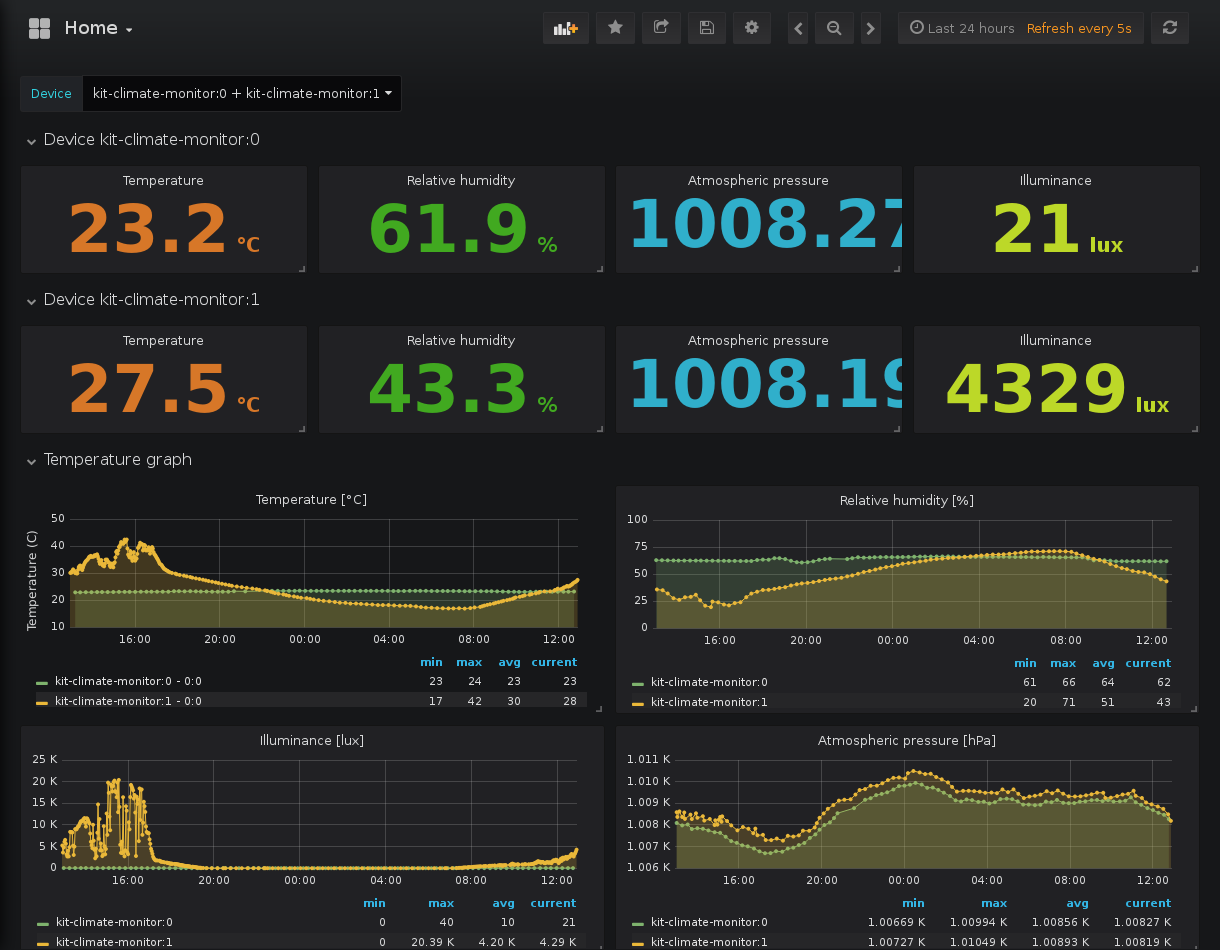 Home
Last 24 hours Refresh every 5s
Device kit-climate-monitor:0 + kit-climate-monitor:1
Device kit-climate-monitor:0
Temperature Relative humidity Atmospheric pressure Illuminance
23.2 °C 61.9 % 1008.27 21 lux
Device kit-climate-monitor:1
Temperature Relative humidity Atmospheric pressure Illuminance
27.5 °C 43.3 % 1008.19 4329 lux
Temperature graph
Temperature [°C]
Temperature (C)
50
40
30
20
10
16:00 20:00 00:00 04:00 08:00 12:00
min max avg current
kit-climate-monitor:0 - 0:0 23 24 23 23
kit-climate-monitor:1 - 0:0 17 42 30 28
Relative humidity [%]
100
75
50
25
0
16:00 20:00 00:00 04:00 08:00 12:00
min max avg current
kit-climate-monitor:0 61 66 64 62
kit-climate-monitor:1 20 71 51 43
Illuminance [lux]
25 K
20 K
15 K
10 K
5 K
0
16:00 20:00 00:00 04:00 08:00 12:00
min max avg current
kit-climate-monitor:0 0 40 10 21
kit-climate-monitor:1 0 20.39 K 4.20 K 4.29 K
Atmospheric pressure [hPa]
1.011 K
1.010 K
1.009 K
1.008 K
1.007 K
1.006 K
16:00 20:00 00:00 04:00 08:00 12:00
min max avg current
kit-climate-monitor:0 1.00669 K 1.00994 K 1.00856 K 1.00827 K
kit-climate-monitor:1 1.00727 K 1.01049 K 1.00893 K 1.00819 K